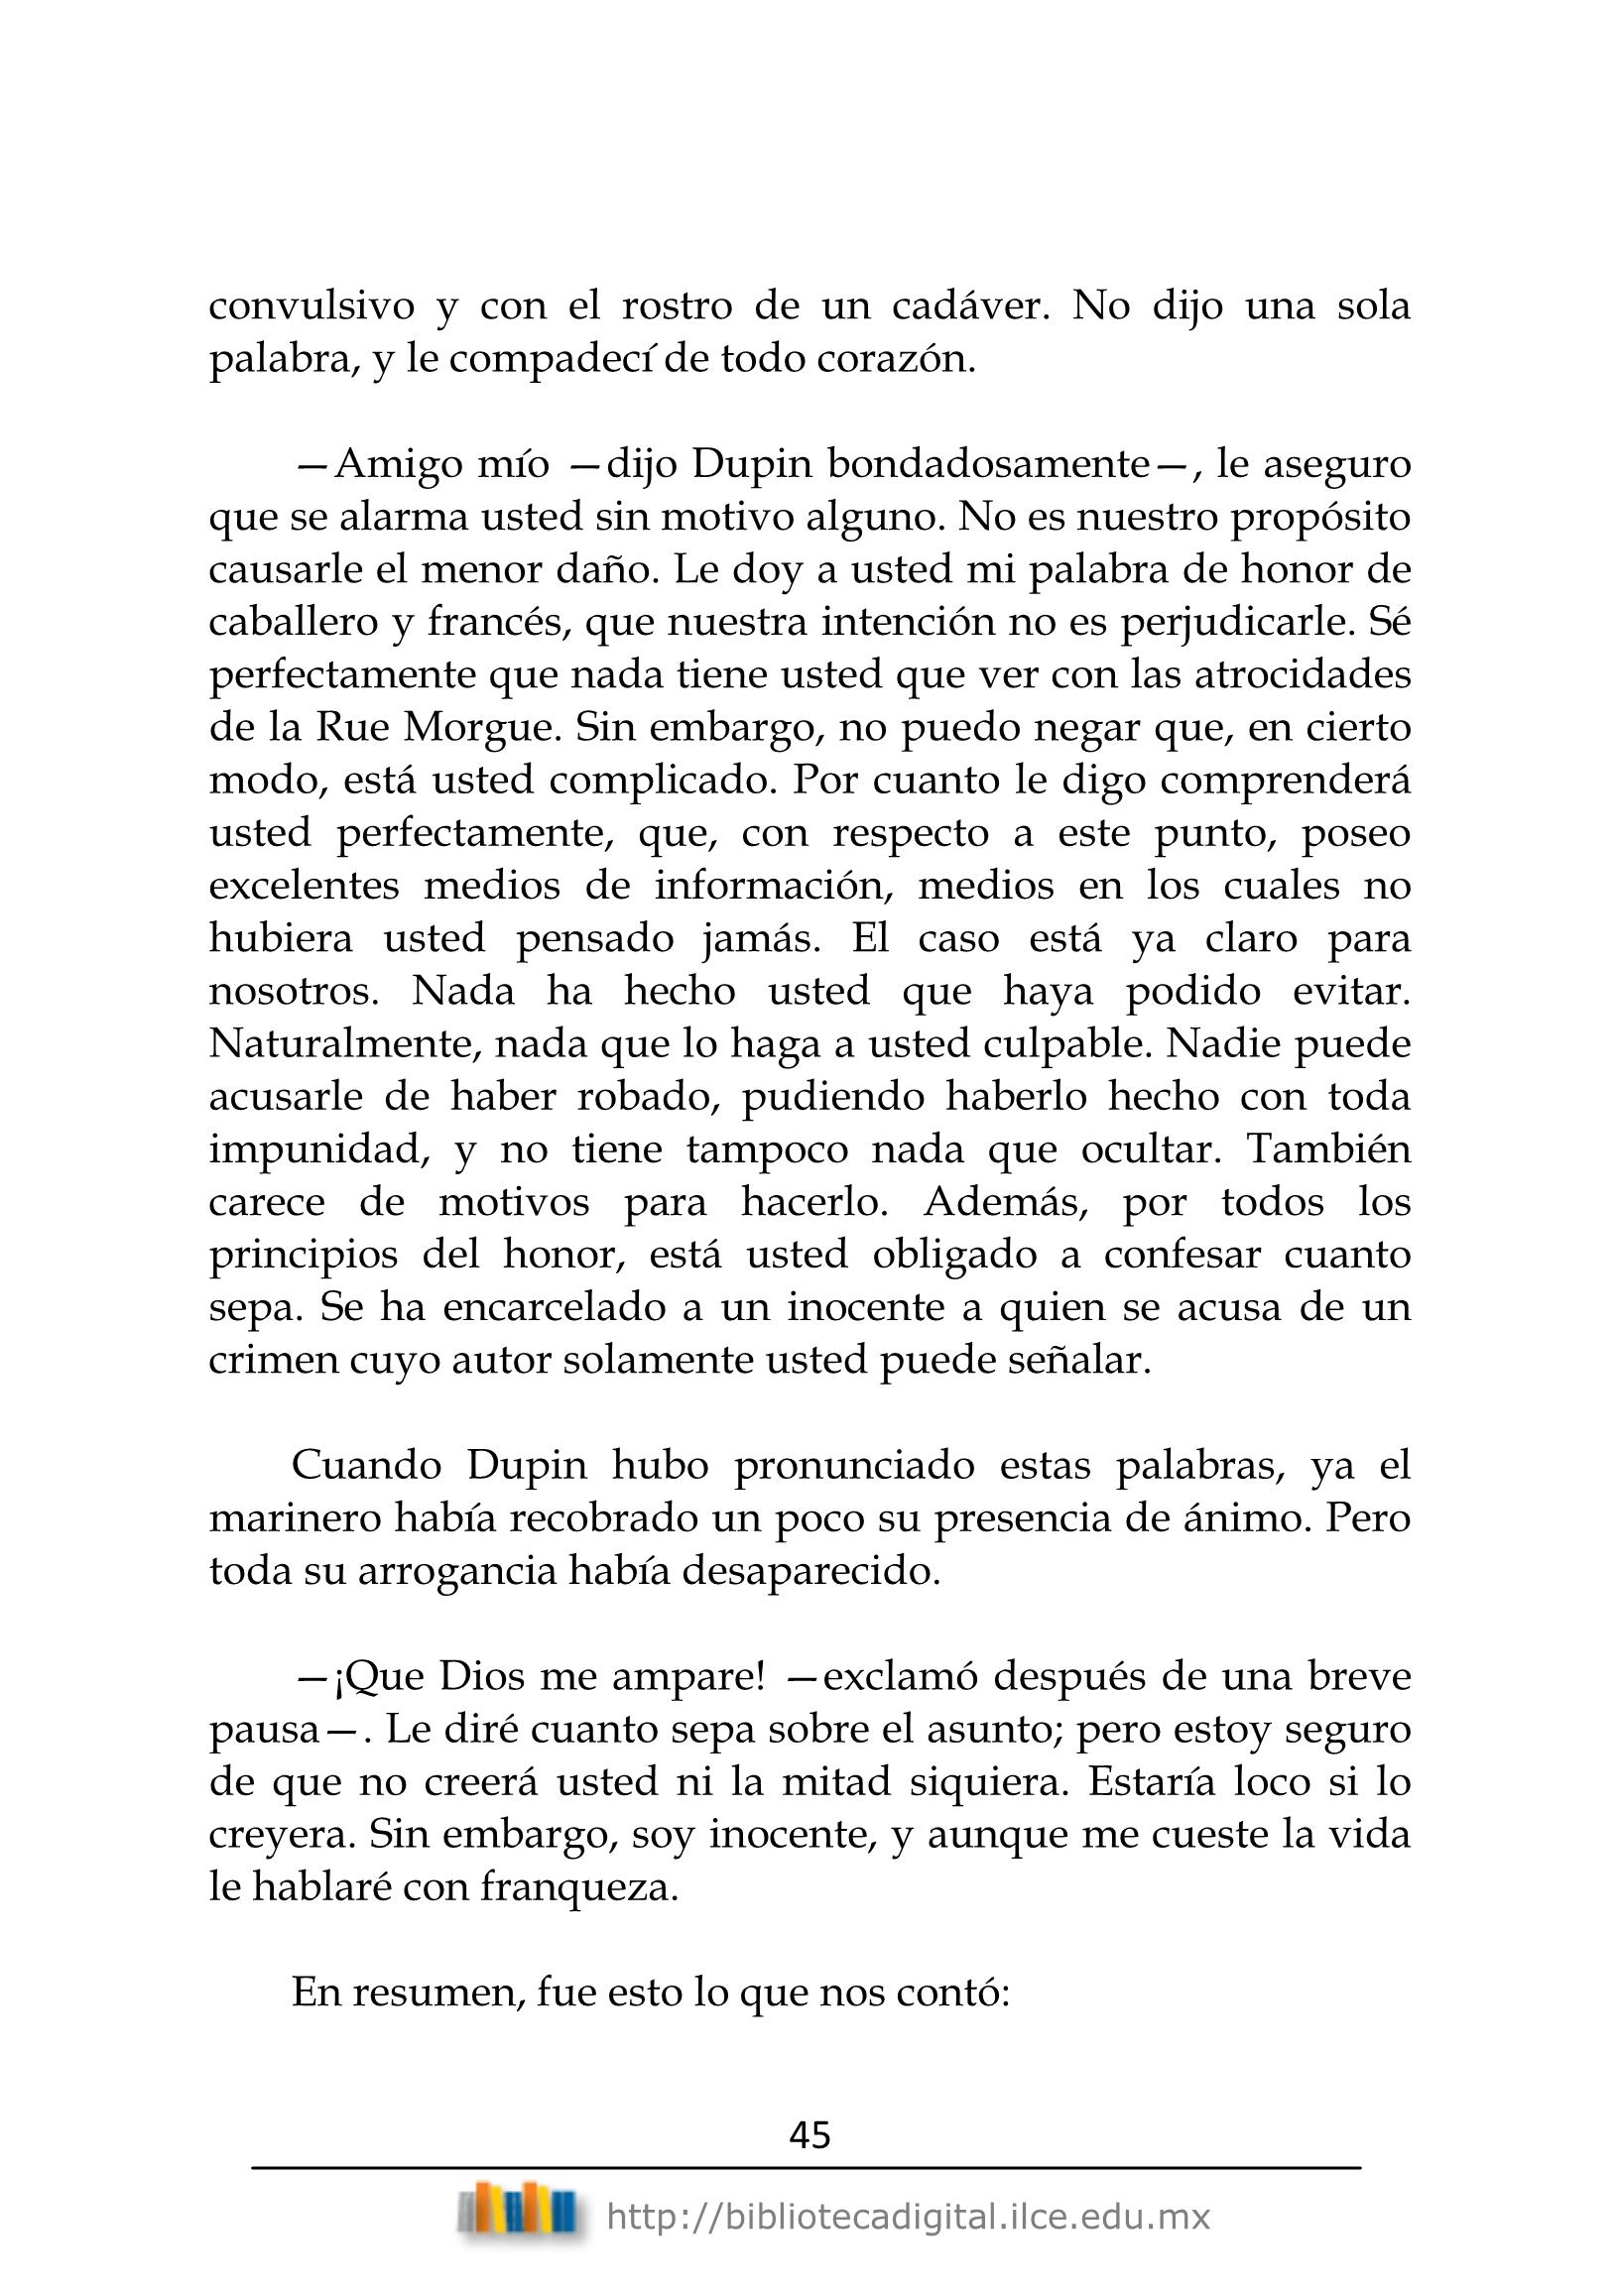 convulsivo y con el rostro de un cadáver. No dijo una sola
palabra, y le compadecí de todo corazón.
—Amigo mío —dijo Dupin bondadosamente—, le aseguro
que se alarma usted sin motivo alguno. No es nuestro propósito
causarle el menor daño. Le doy a usted mi palabra de honor de
caballero y francés, que nuestra intención no es perjudicarle. Sé
perfectamente que nada tiene usted que ver con las atrocidades
de la Rue Morgue. Sin embargo, no puedo negar que, en cierto
modo, está usted complicado. Por cuanto le digo comprenderá
usted perfectamente, que, con respecto a este punto, poseo
excelentes medios de información, medios en los cuales no
hubiera usted pensado jamás. El caso está ya claro para
nosotros. Nada ha hecho usted que haya podido evitar.
Naturalmente, nada que lo haga a usted culpable. Nadie puede
acusarle de haber robado, pudiendo haberlo hecho con toda
impunidad, y no tiene tampoco nada que ocultar. También
carece de motivos para hacerlo. Además, por todos los
principios del honor, está usted obligado a confesar cuanto
sepa. Se ha encarcelado a un inocente a quien se acusa de un
crimen cuyo autor solamente usted puede señalar.
Cuando Dupin hubo pronunciado estas palabras, ya el
marinero había recobrado un poco su presencia de ánimo. Pero
toda su arrogancia había desaparecido.
—¡Que Dios me ampare! —exclamó después de una breve
pausa—. Le diré cuanto sepa sobre el asunto; pero estoy seguro
de que no creerá usted ni la mitad siquiera. Estaría loco si lo
creyera. Sin embargo, soy inocente, y aunque me cueste la vida
le hablaré con franqueza.
En resumen, fue esto lo que nos contó:
45
http://bibliotecadigital.ilce.edu.mx